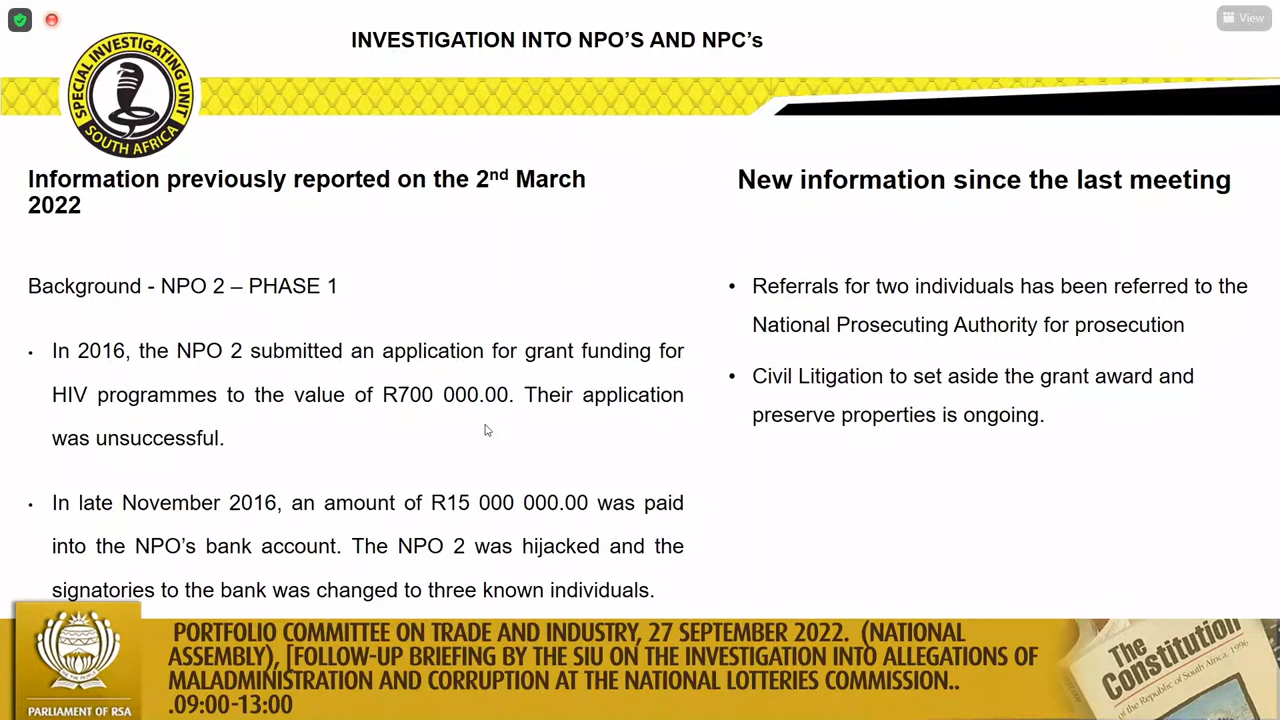 View
INVESTIGATION INTO NPO'S AND NPC's
SPECIAL INVESTIGATING UNIT
SOUTH AFRICA
Information previously reported on the 2nd March
2022
Background - NPO 2 – PHASE 1
• In 2016, the NPO 2 submitted an application for grant funding for
HIV programmes to the value of R700 000.00. Their application
was unsuccessful.
• In late November 2016, an amount of R15 000 000.00 was paid
into the NPO's bank account. The NPO 2 was hijacked and the
signatories to the bank was changed to three known individuals.
New information since the last meeting
• Referrals for two individuals has been referred to the
National Prosecuting Authority for prosecution
• Civil Litigation to set aside the grant award and
preserve properties is ongoing.
PORTFOLIO COMMITTEE ON TRADE AND INDUSTRY, 27 SEPTEMBER 2022. (NATIONAL
ASSEMBLY), [FOLLOW-UP BRIEFING BY THE SIU ON THE INVESTIGATION INTO ALLEGATIONS OF
MALADMINISTRATION AND CORRUPTION AT THE NATIONAL LOTTERIES COMMISSION..
.09:00-13:00
PARLIAMENT OF RSA
The
Constitution
of the Republic of South Africa, 1996